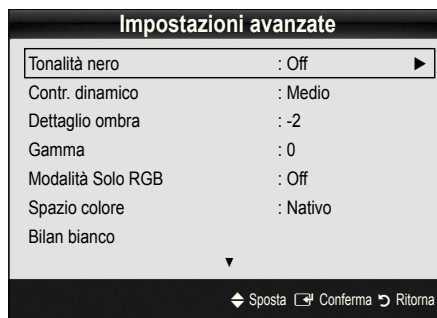 Impostazioni avanzate
Tonalità nero : Off ►
Contr. dinamico : Medio
Dettaglio ombra : -2
Gamma : 0
Modalità Solo RGB : Off
Spazio colore : Nativo
Bilan bianco
▼
Sposta Conferma Ritorna